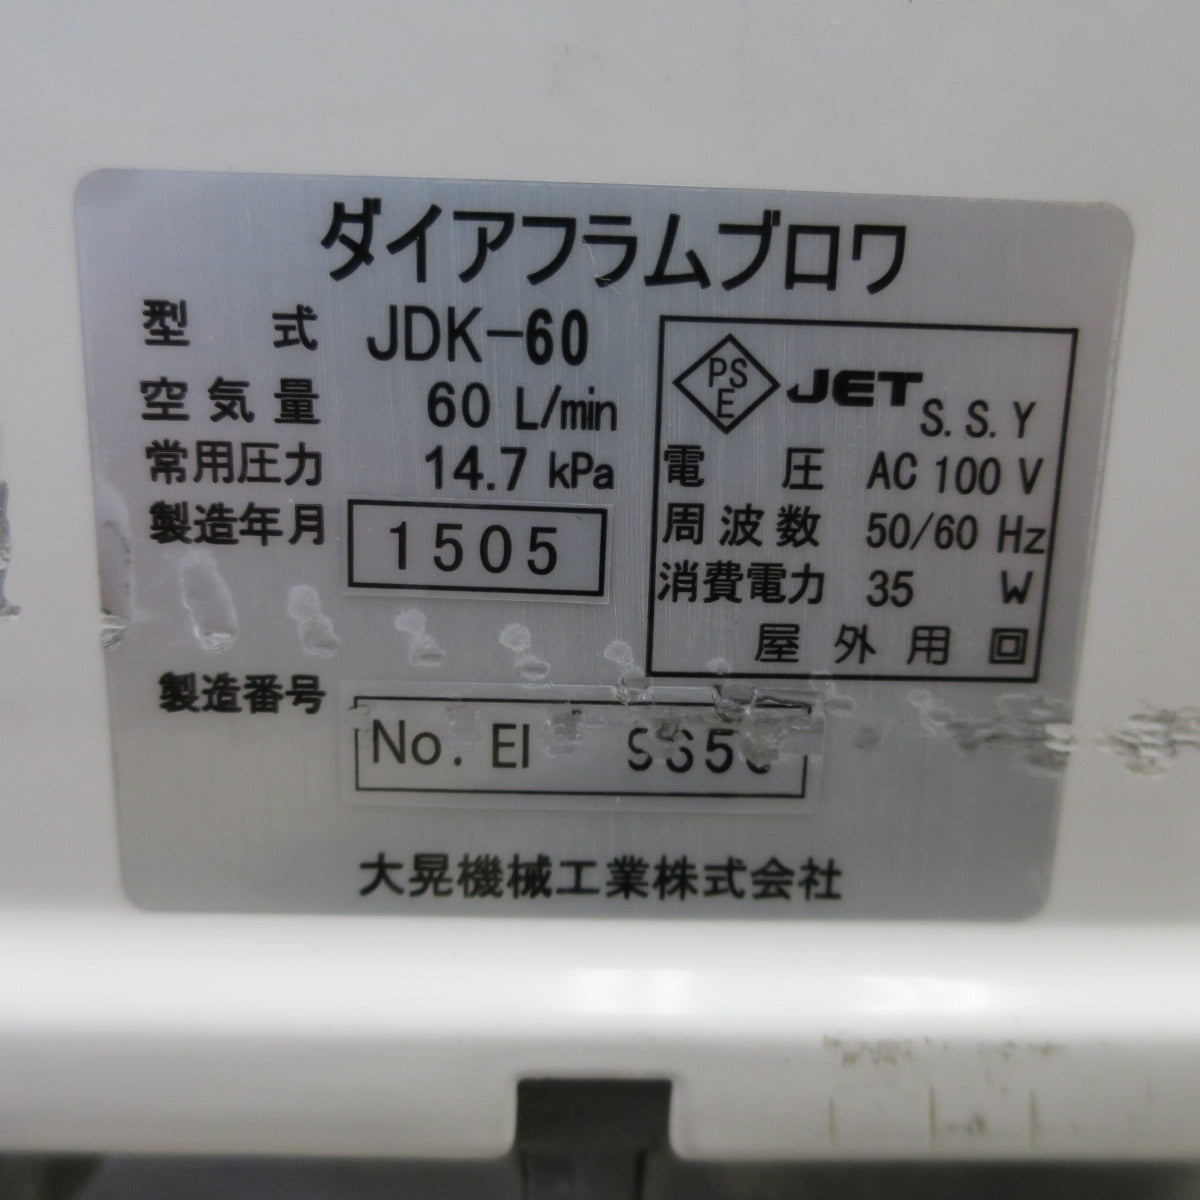 ダイアフラムブロワ
型式 JDK-60
空気量 60 L/min
常用圧力 14.7 kPa
製造年月 1505
PSE JET S.S.Y
電圧 AC 100 V
周波数 50/60 Hz
消費電力 35 W
屋外用
製造番号 No. EI
大晃機械工業株式会社